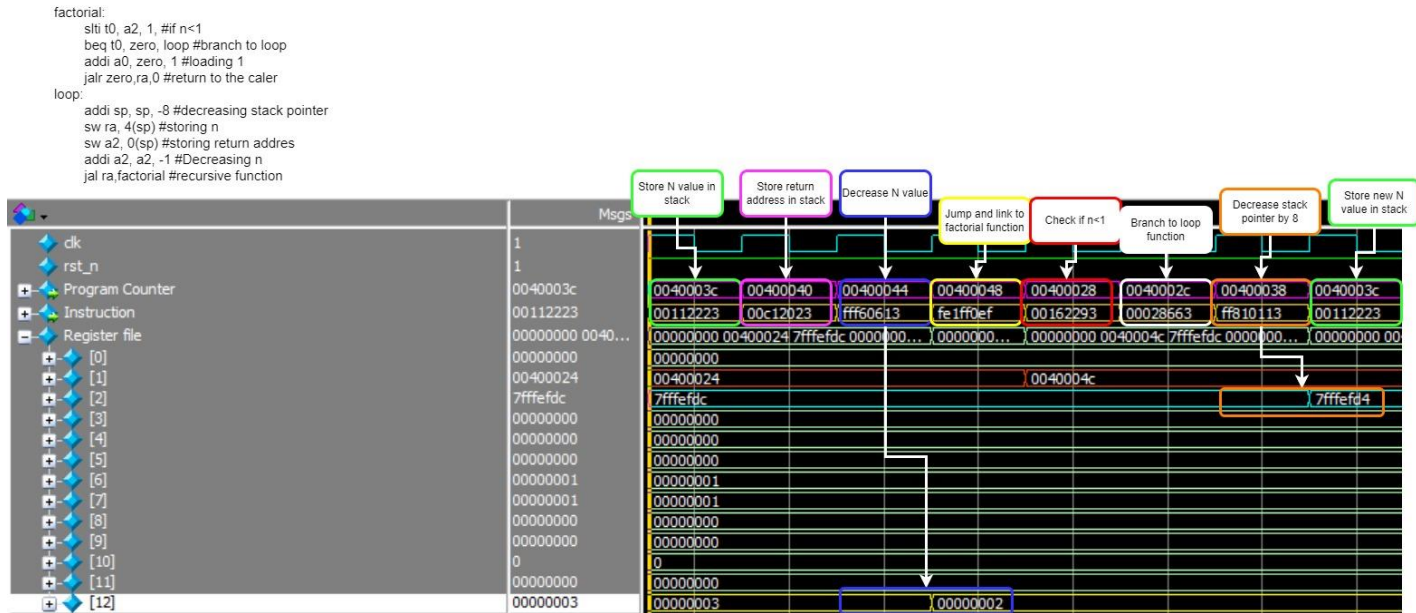 factorial:
slti t0, a2, 1, #if n<1
beq t0, zero, loop #branch to loop
addi a0, zero, 1 #loading 1
jalr zero,ra,0 #return to the caler
loop:
addi sp, sp, -8 #decreasing stack pointer
sw ra, 4(sp) #storing n
sw a2, 0(sp) #storing return addres
addi a2, a2, -1 #Decreasing n
jal ra,factorial #recursive function
Store N value in
stack
Store return
address in stack
Decrease N value
Jump and link to
factorial function
Check if n<1
Branch to loop
function
Decrease stack
pointer by 8
Store new N
value in stack
Msgs
clk 1
rst_n 1
Program Counter 0040003c 0040003c 00400040 00400044 00400048 00400028 0040002c 00400038 0040003c
Instruction 00112223 00112223 00c12023 fff60613 fe1ff0ef 00162293 00028663 ff810113 00112223
Register file 00000000 0040... 00000000 00400024 7fffefdc 0000000... 0000000... 00000000 0040004c 7fffefdc 0000000... 00000000 00
[0] 00000000 00000000
[1] 00400024 00400024 0040004c
[2] 7fffefdc 7fffefdc 7fffefd4
[3] 00000000 00000000
[4] 00000000 00000000
[5] 00000000 00000000
[6] 00000001 00000001
[7] 00000001 00000001
[8] 00000000 00000000
[9] 00000000 00000000
[10] 0 0
[11] 00000000 00000000
[12] 00000003 00000003 00000002